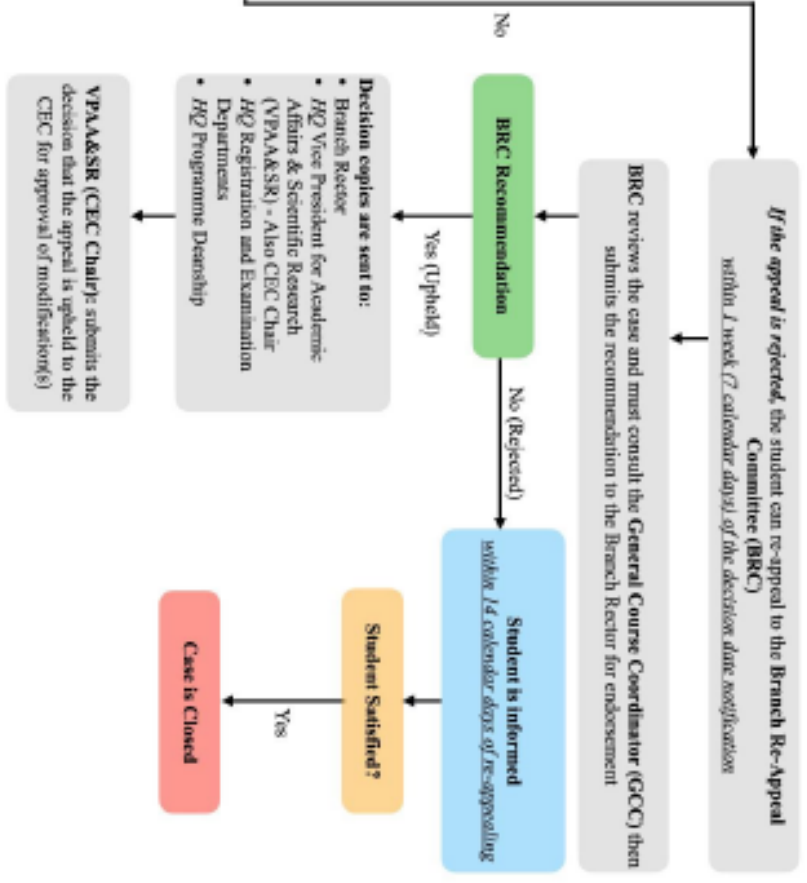 No
If the appeal is rejected, the student can re-appeal to the Branch Re-Appeal
Committee (BRC)
within 1 week (7 calendar days) of the decision date notification
BRC reviews the case and must consult the General Course Coordinator (GCC) then
submits the recommendation to the Branch Rector for endorsement
BRC Recommendation
Yes (Upheld)
No (Rejected)
Decision copies are sent to:
• Branch Rector
• HQ Vice President for Academic
Affairs & Scientific Research
(VPAA&SR) - Also CEC Chair
• HQ Registration and Examination
Departments
• HQ Programme Deanship
VPAA&SR (CEC Chair): submits the
decision that the appeal is upheld to the
CEC for approval of modification(s)
Student is informed
within 14 calendar days of re-appealing
Student Satisfied?
Yes
Case is Closed